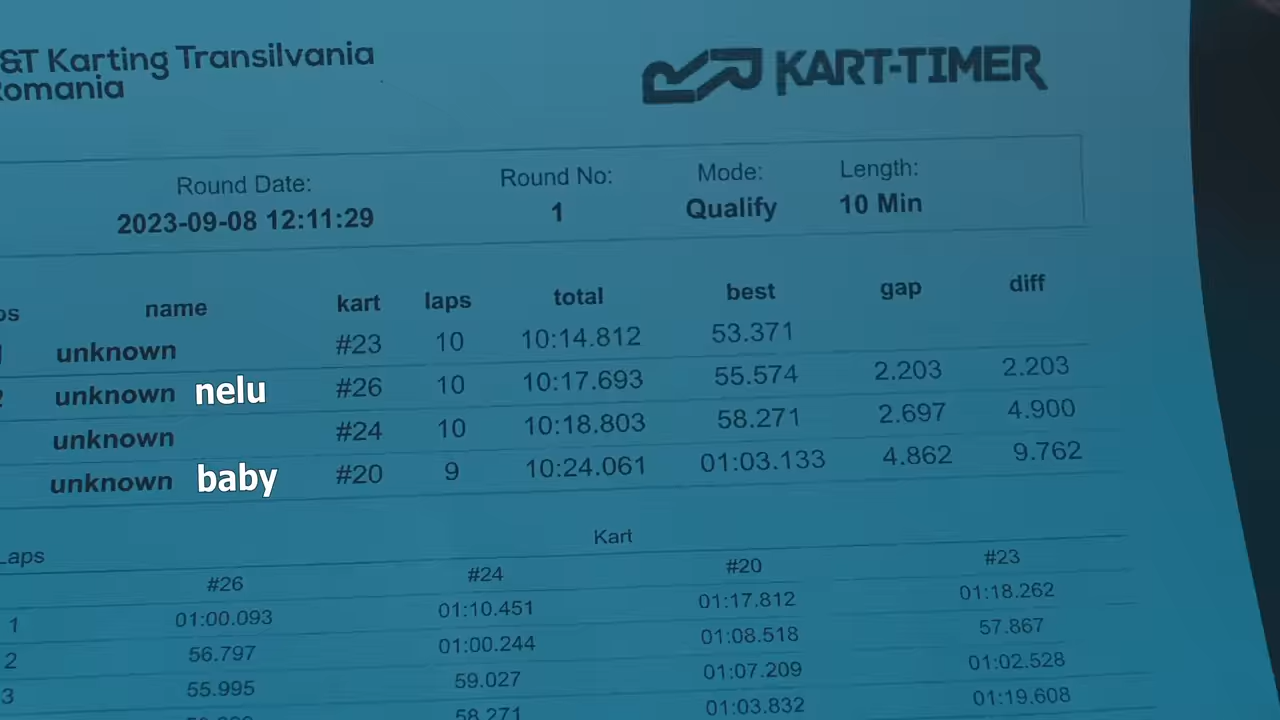 &T Karting Transilvania
Romania
KART-TIMER
Round Date: Round No: Mode: Length:
2023-09-08 12:11:29 1 Qualify 10 Min
name kart laps total best gap diff
unknown #23 10 10:14.812 53.371
unknown nelu #26 10 10:17.693 55.574 2.203 2.203
unknown #24 10 10:18.803 58.271 2.697 4.900
unknown baby #20 9 10:24.061 01:03.133 4.862 9.762
Laps Kart
#26 #24 #20 #23
1 01:00.093 01:10.451 01:17.812 01:18.262
2 56.797 01:00.244 01:08.518 57.867
3 55.995 59.027 01:07.209 01:02.528
58.271 01:03.832 01:19.608